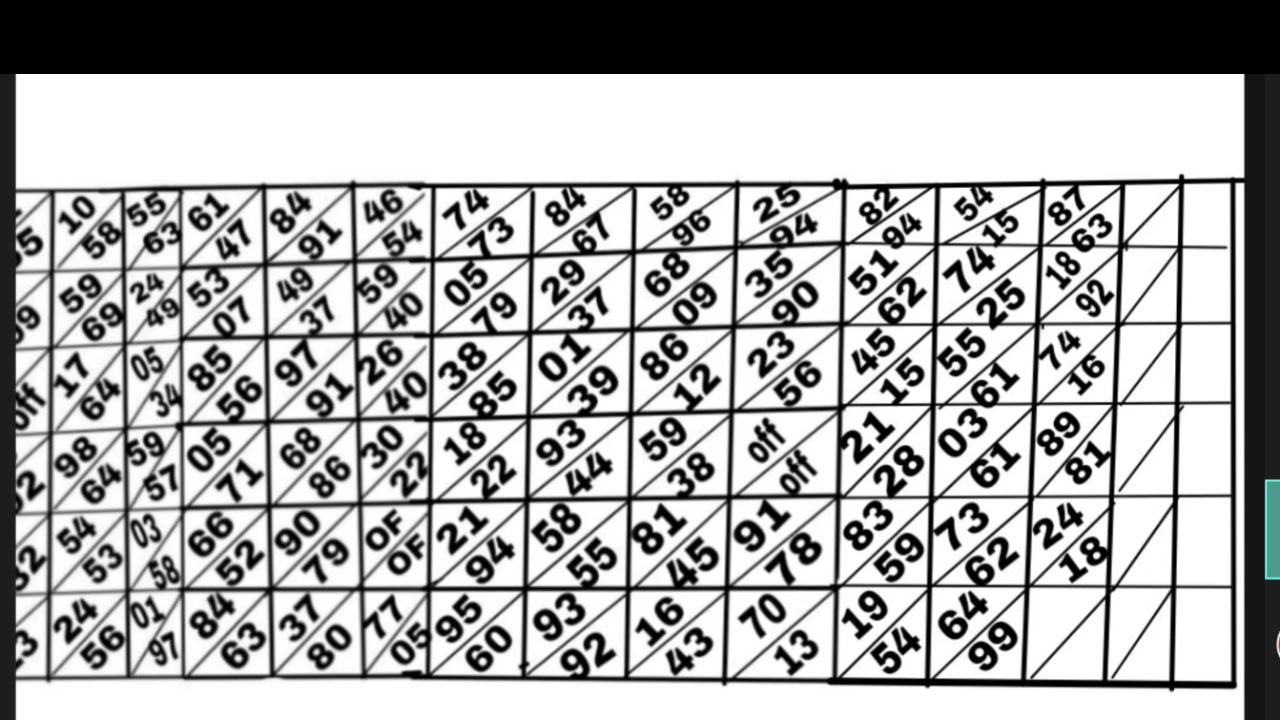 10 58 55 63 61 47 84 91 46 54 74 73 84 67 58 96 25 94 82 94 54 15 87 63
59 69 24 49 53 07 49 37 59 40 05 79 29 37 68 09 35 90 51 62 74 25 18 92
off 17 64 05 34 85 56 97 91 26 40 38 85 01 39 86 12 23 56 45 15 55 61 74 16
98 64 59 57 05 71 68 86 30 22 18 22 93 44 59 38 off off 21 28 03 61 89 81
54 53 03 58 66 52 90 79 OF OF 21 94 58 55 81 45 91 78 83 59 73 62 24 18
24 56 01 97 84 63 37 80 77 05 95 60 93 92 16 43 70 13 19 54 64 99